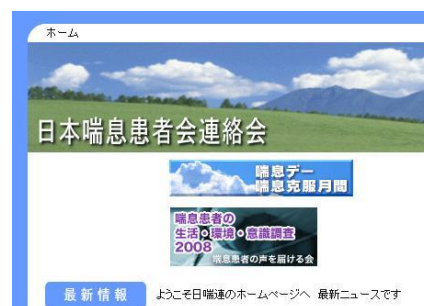 ホーム
日本喘息患者会連絡会
喘息デー
喘息克服月間
喘息患者の
生活・環境・意識調査
2008
喘息患者の声を届ける会
最新情報
ようこそ日喘連のホームページへ 最新ニュースです